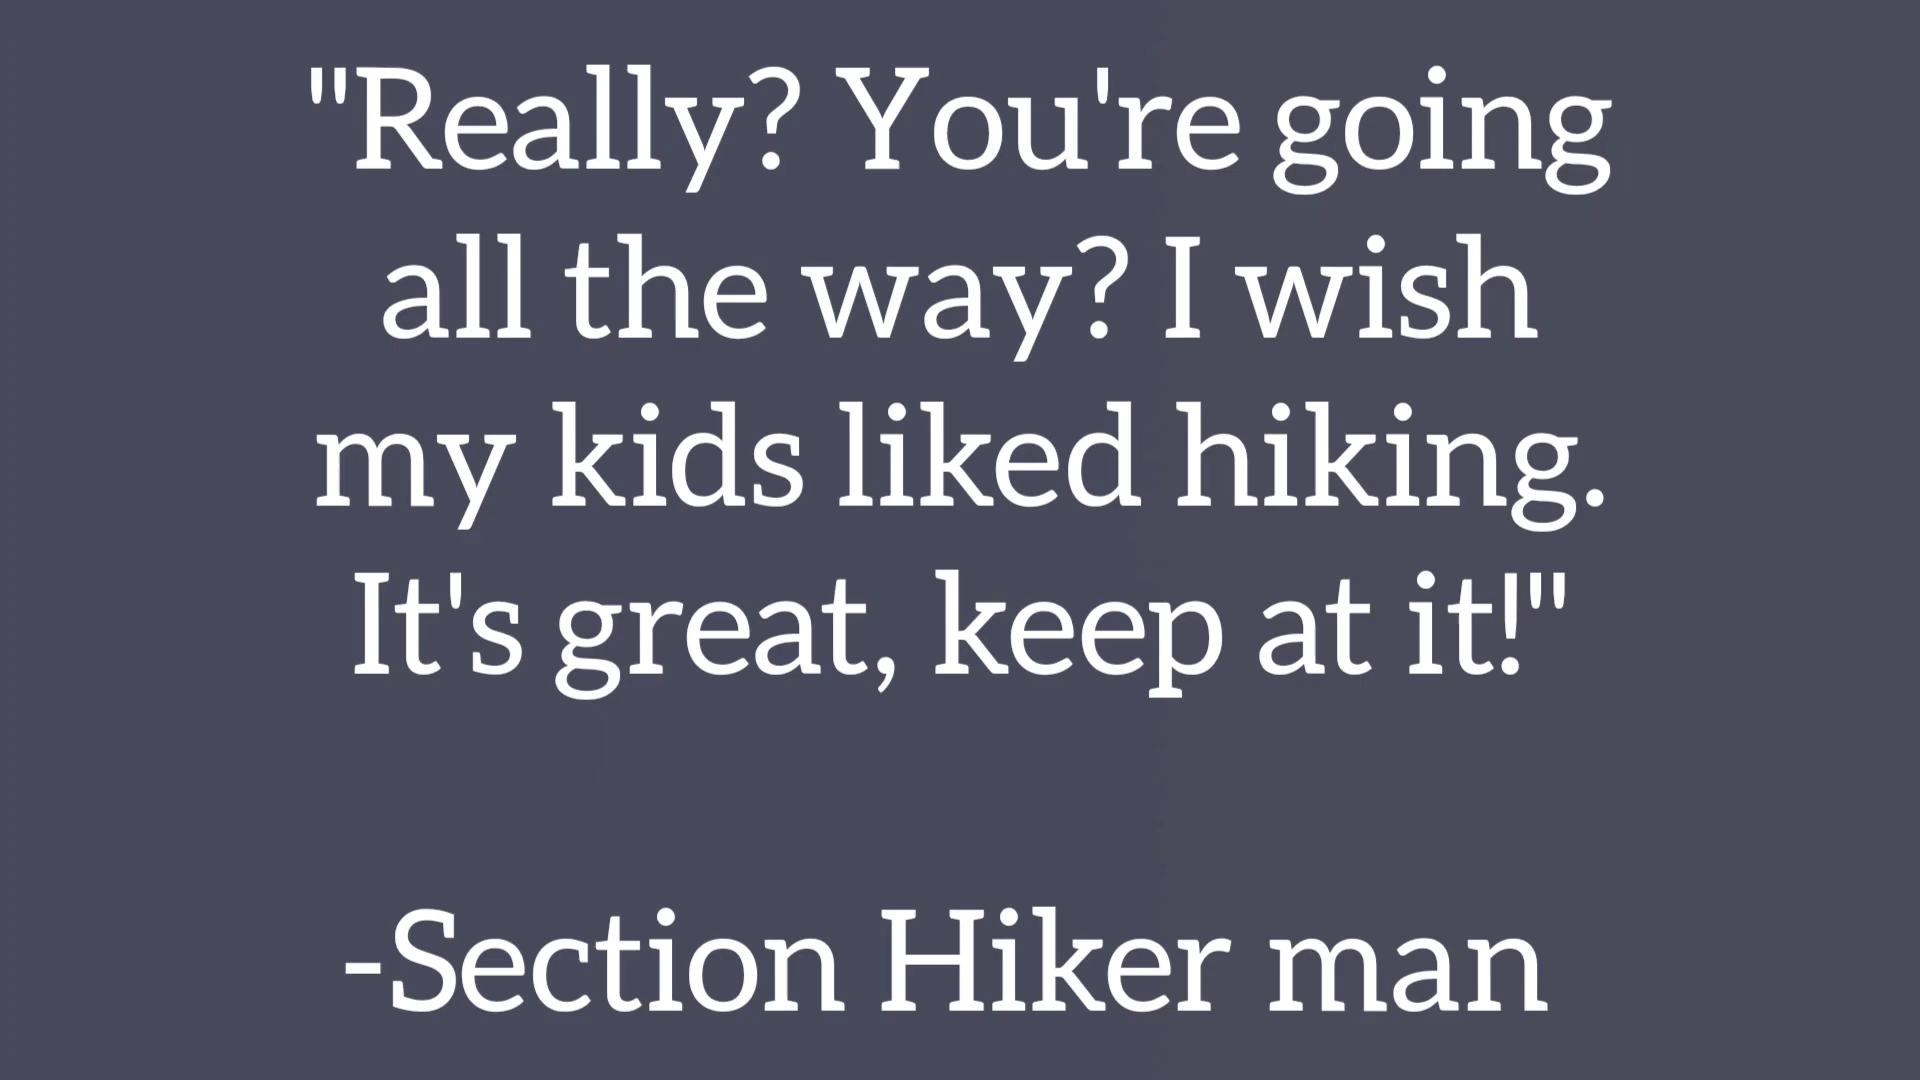 "Really? You're going
all the way? I wish
my kids liked hiking.
It's great, keep at it!"
-Section Hiker man